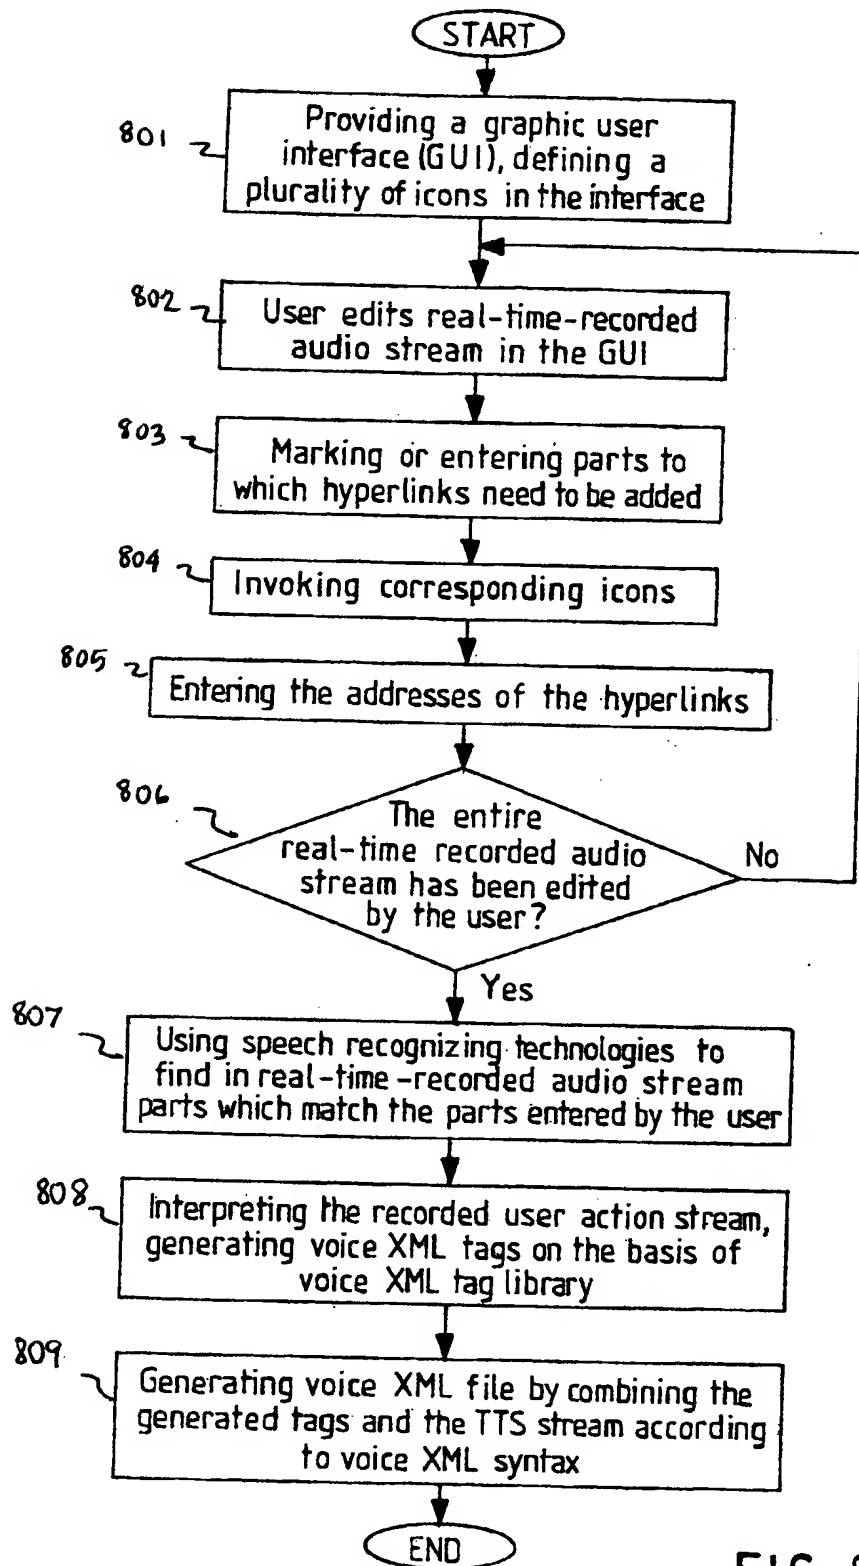 START
801
Providing a graphic user
interface (GUI), defining a
plurality of icons in the interface
802
User edits real-time-recorded
audio stream in the GUI
803
Marking or entering parts to
which hyperlinks need to be added
804
Invoking corresponding icons
805
Entering the addresses of the hyperlinks
806
The entire
real-time recorded audio
stream has been edited
by the user?
No
Yes
807
Using speech recognizing technologies to
find in real-time-recorded audio stream
parts which match the parts entered by the user
808
Interpreting the recorded user action stream,
generating voice XML tags on the basis of
voice XML tag library
809
Generating voice XML file by combining the
generated tags and the TTS stream according
to voice XML syntax
END
FIG.